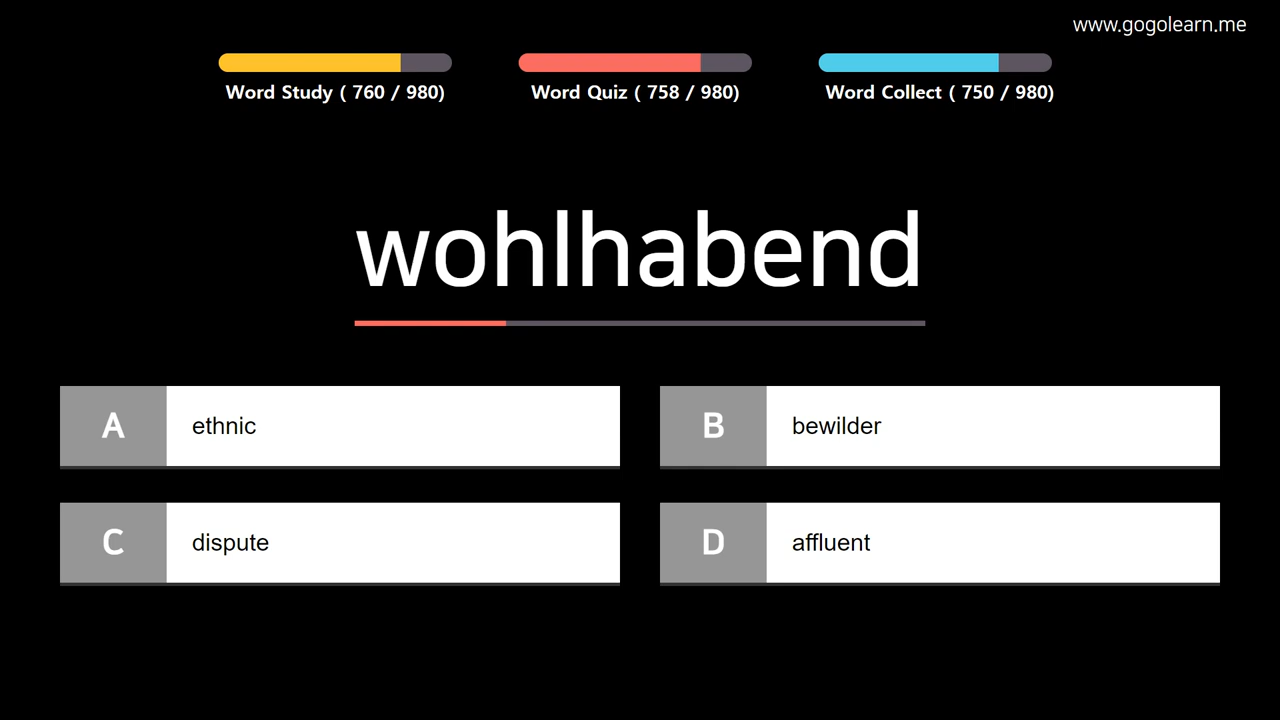 www.gogolearn.me
Word Study ( 760 / 980)
Word Quiz ( 758 / 980)
Word Collect ( 750 / 980)
wohlhabend
A ethnic
B bewilder
C dispute
D affluent